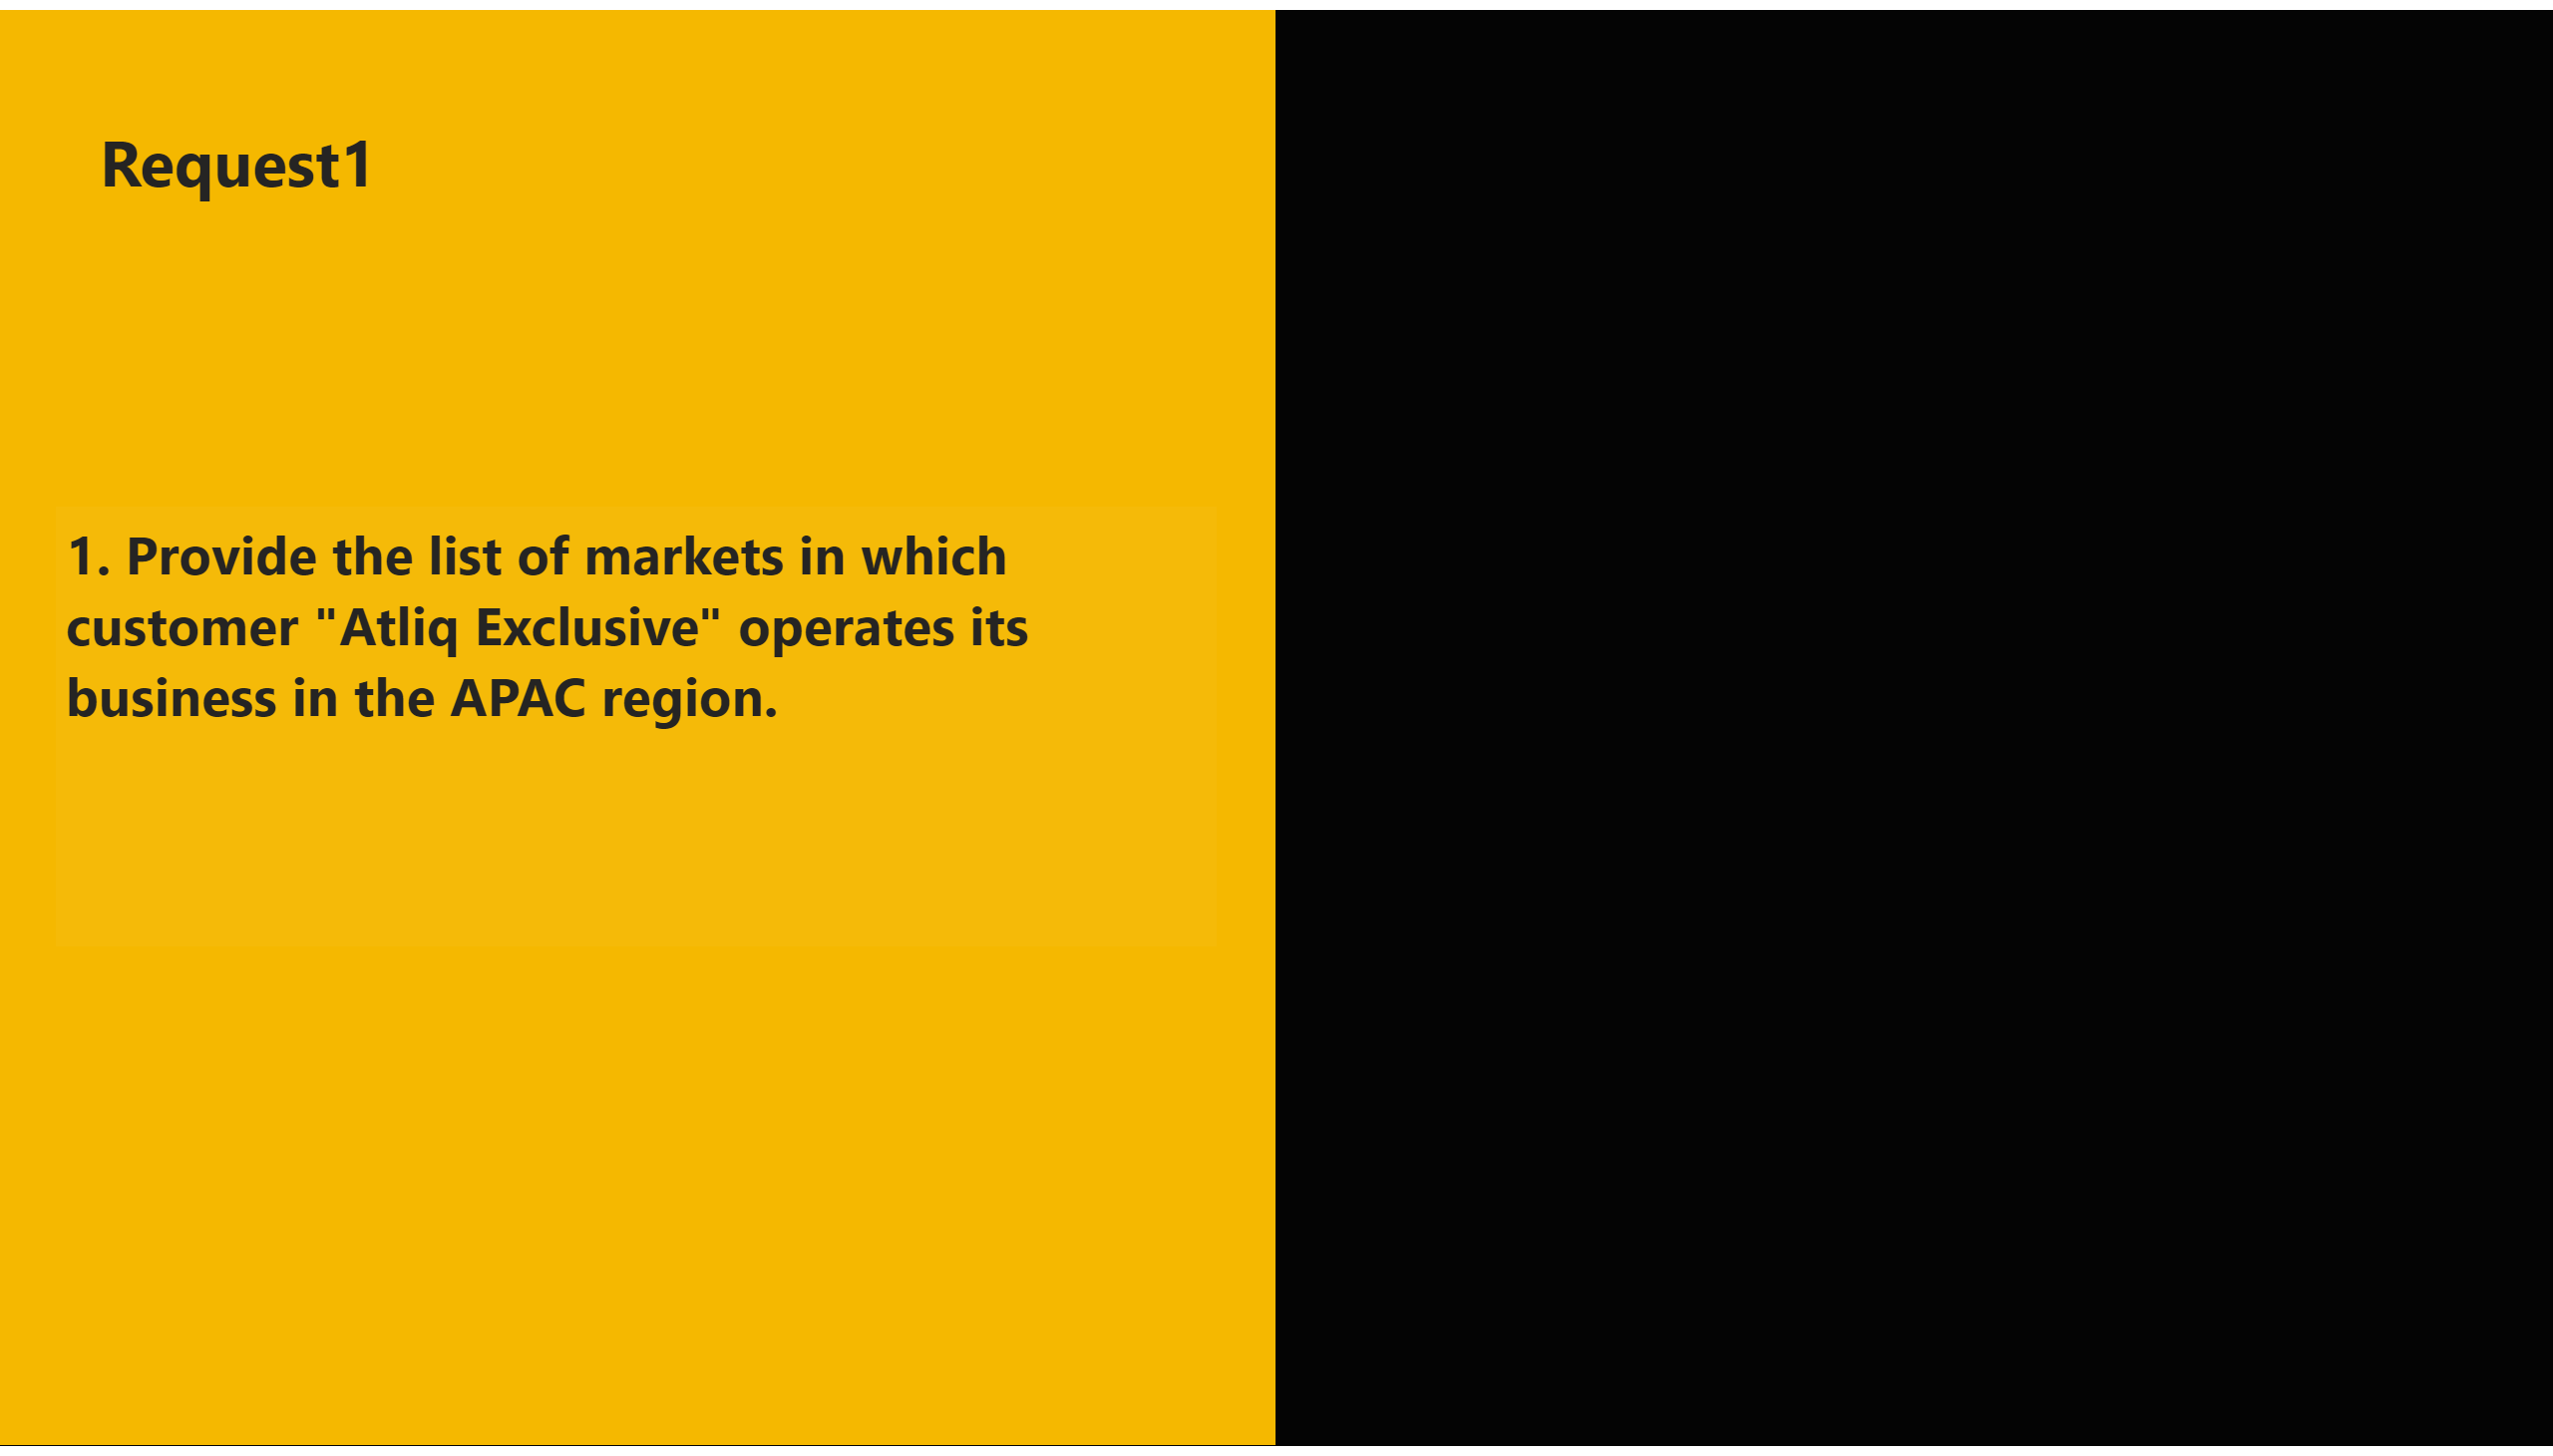 Request1
1. Provide the list of markets in which
customer "Atliq Exclusive" operates its
business in the APAC region.